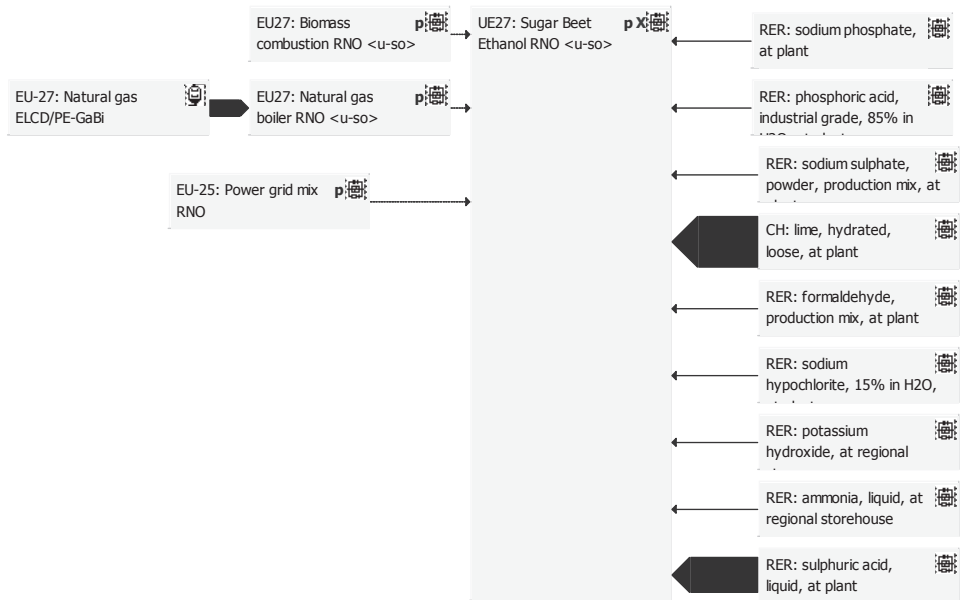 EU27: Biomass
combustion RNO <u-so>
p
UE27: Sugar Beet
Ethanol RNO <u-so>
p X
RER: sodium phosphate,
at plant
EU-27: Natural gas
ELCD/PE-GaBi
EU27: Natural gas
boiler RNO <u-so>
p
RER: phosphoric acid,
industrial grade, 85% in
EU-25: Power grid mix
RNO
p
RER: sodium sulphate,
powder, production mix, at
CH: lime, hydrated,
loose, at plant
RER: formaldehyde,
production mix, at plant
RER: sodium
hypochlorite, 15% in H2O,
RER: potassium
hydroxide, at regional
RER: ammonia, liquid, at
regional storehouse
RER: sulphuric acid,
liquid, at plant